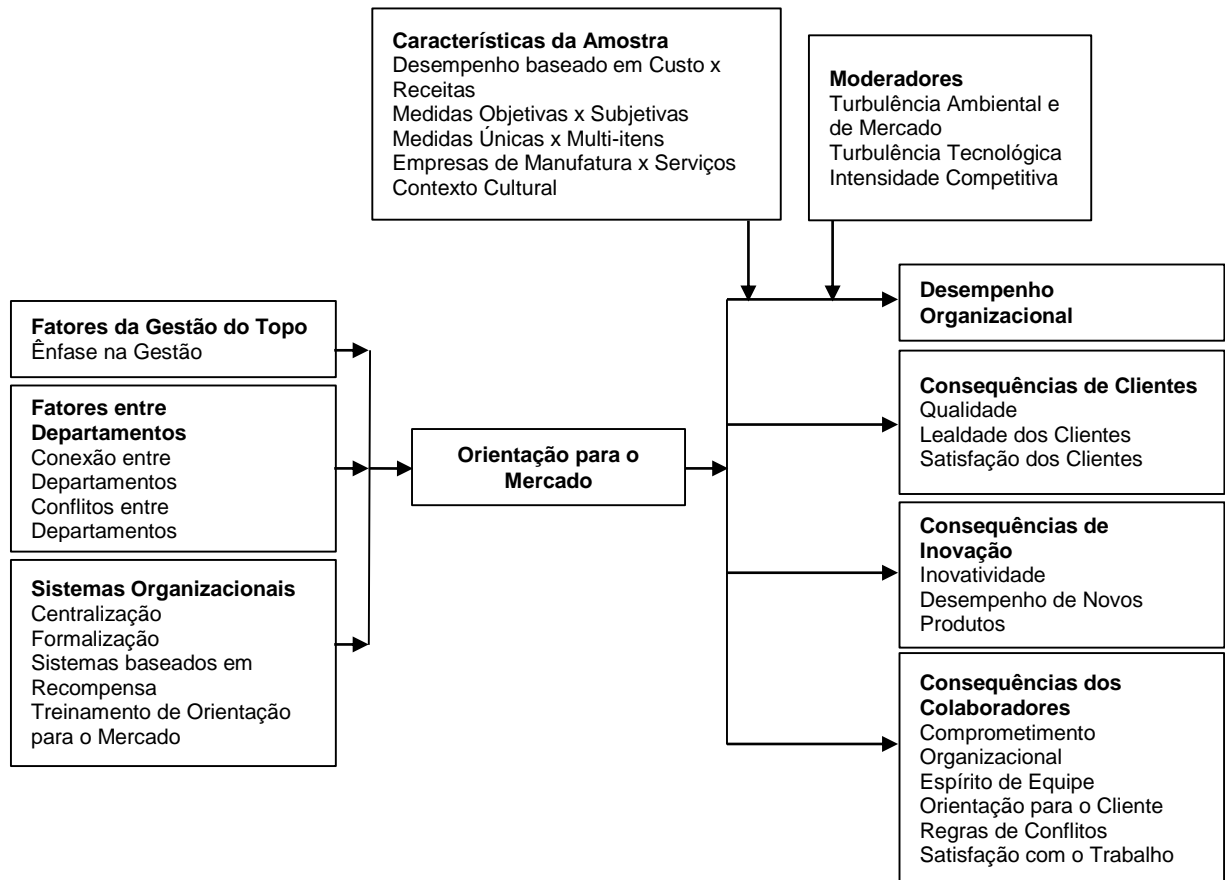 Características da Amostra
Desempenho baseado em Custo x
Receitas
Medidas Objetivas x Subjetivas
Medidas Únicas x Multi-itens
Empresas de Manufatura x Serviços
Contexto Cultural
Moderadores
Turbulência Ambiental e
de Mercado
Turbulência Tecnológica
Intensidade Competitiva
Fatores da Gestão do Topo
Ênfase na Gestão
Fatores entre
Departamentos
Conexão entre
Departamentos
Conflitos entre
Departamentos
Sistemas Organizacionais
Centralização
Formalização
Sistemas baseados em
Recompensa
Treinamento de Orientação
para o Mercado
Orientação para o
Mercado
Desempenho
Organizacional
Consequências de Clientes
Qualidade
Lealdade dos Clientes
Satisfação dos Clientes
Consequências de
Inovação
Inovatividade
Desempenho de Novos
Produtos
Consequências dos
Colaboradores
Comprometimento
Organizacional
Espírito de Equipe
Orientação para o Cliente
Regras de Conflitos
Satisfação com o Trabalho